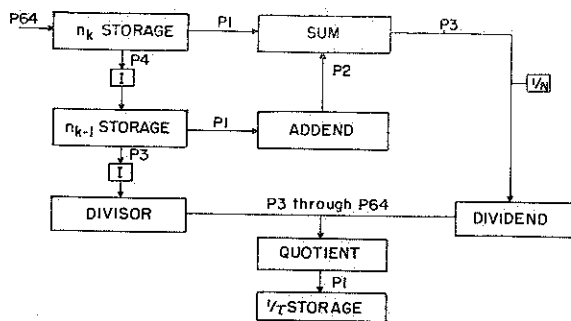 P64
n_k STORAGE
P1
SUM
P3
P4
I
P2
1/N
n_{k-1} STORAGE
P1
ADDEND
P3
I
DIVISOR
P3 through P64
DIVIDEND
QUOTIENT
P1
1/τ STORAGE